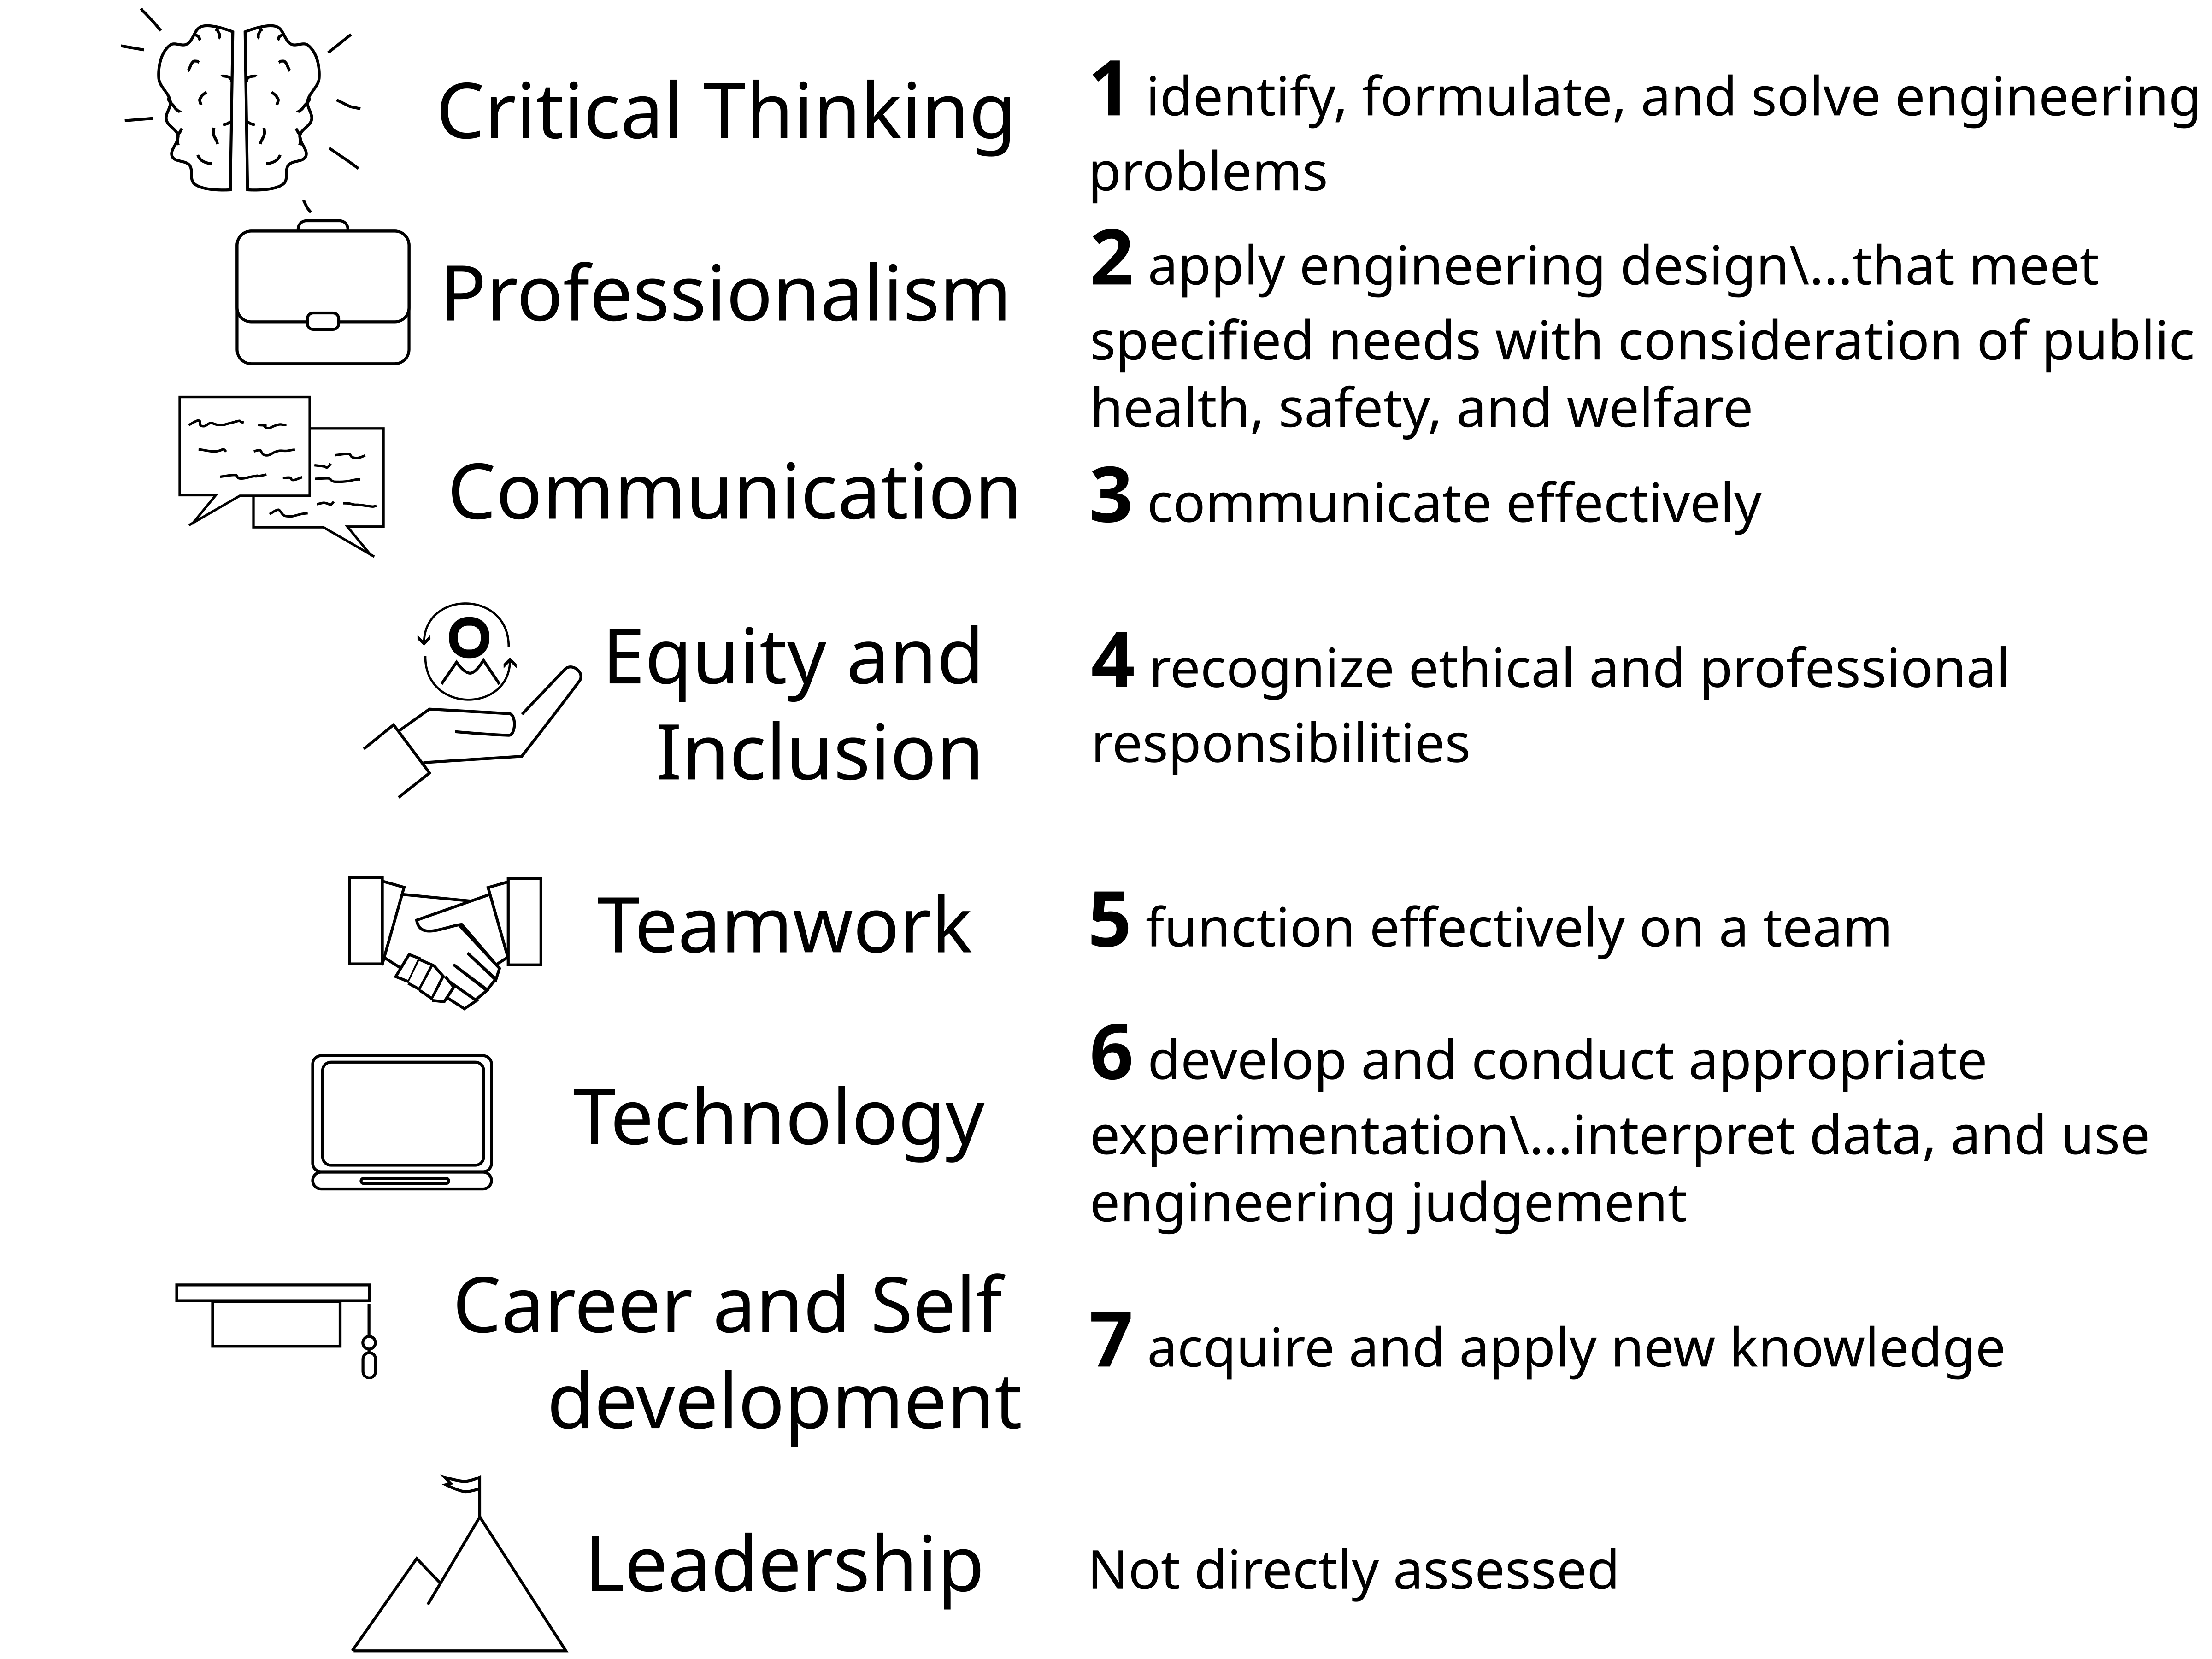 Critical Thinking
1 identify, formulate, and solve engineering
problems
Professionalism
2 apply engineering design\...that meet
specified needs with consideration of public
health, safety, and welfare
Communication
3 communicate effectively
Equity and
Inclusion
4 recognize ethical and professional
responsibilities
Teamwork
5 function effectively on a team
Technology
6 develop and conduct appropriate
experimentation\...interpret data, and use
engineering judgement
Career and Self
development
7 acquire and apply new knowledge
Leadership
Not directly assessed